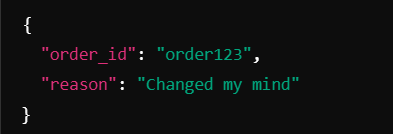 {
  "order_id": "order123",
  "reason": "Changed my mind"
}